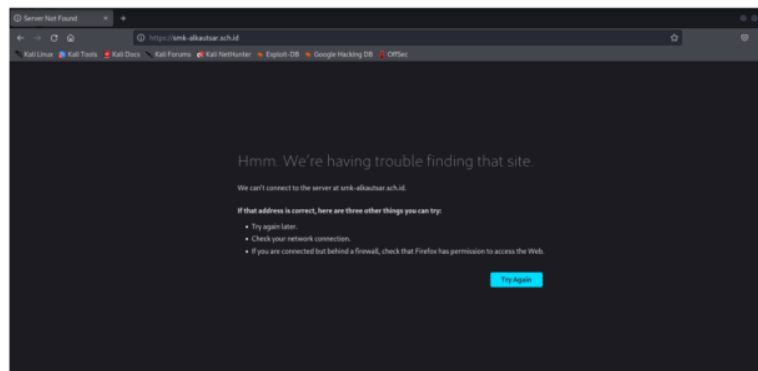 Server Not Found
https://smk-alkautsar.sch.id
Kali Linux Kali Tools Kali Docs Kali Forums Kali NetHunter Exploit-DB Google Hacking DB OffSec
Hmm. We're having trouble finding that site.
We can't connect to the server at smk-alkautsar.sch.id.
If that address is correct, here are three other things you can try:
• Try again later.
• Check your network connection.
• If you are connected but behind a firewall, check that Firefox has permission to access the Web.
Try Again